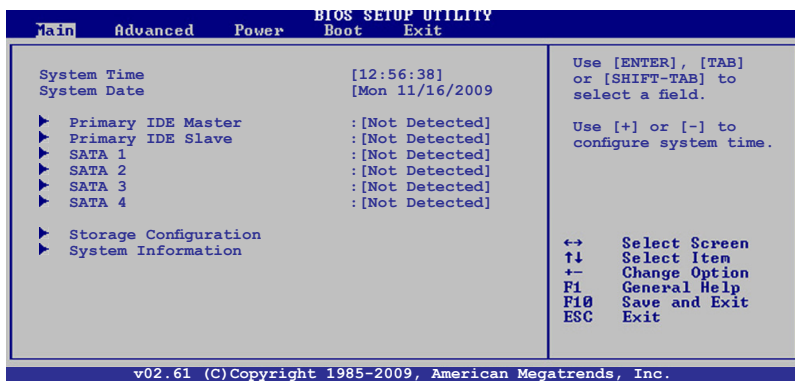 BIOS SETUP UTILITY
Main Advanced Power Boot Exit
System Time [12:56:38]
System Date [Mon 11/16/2009
Primary IDE Master :[Not Detected]
Primary IDE Slave :[Not Detected]
SATA 1 :[Not Detected]
SATA 2 :[Not Detected]
SATA 3 :[Not Detected]
SATA 4 :[Not Detected]
Storage Configuration
System Information
Use [ENTER], [TAB]
or [SHIFT-TAB] to
select a field.
Use [+] or [-] to
configure system time.
←→ Select Screen
↑↓ Select Item
+- Change Option
F1 General Help
F10 Save and Exit
ESC Exit
v02.61 (C)Copyright 1985-2009, American Megatrends, Inc.